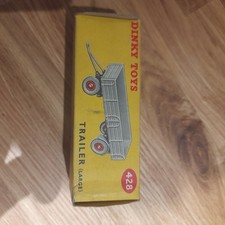 DINKY TOYS
TRAILER (LARGE)
428